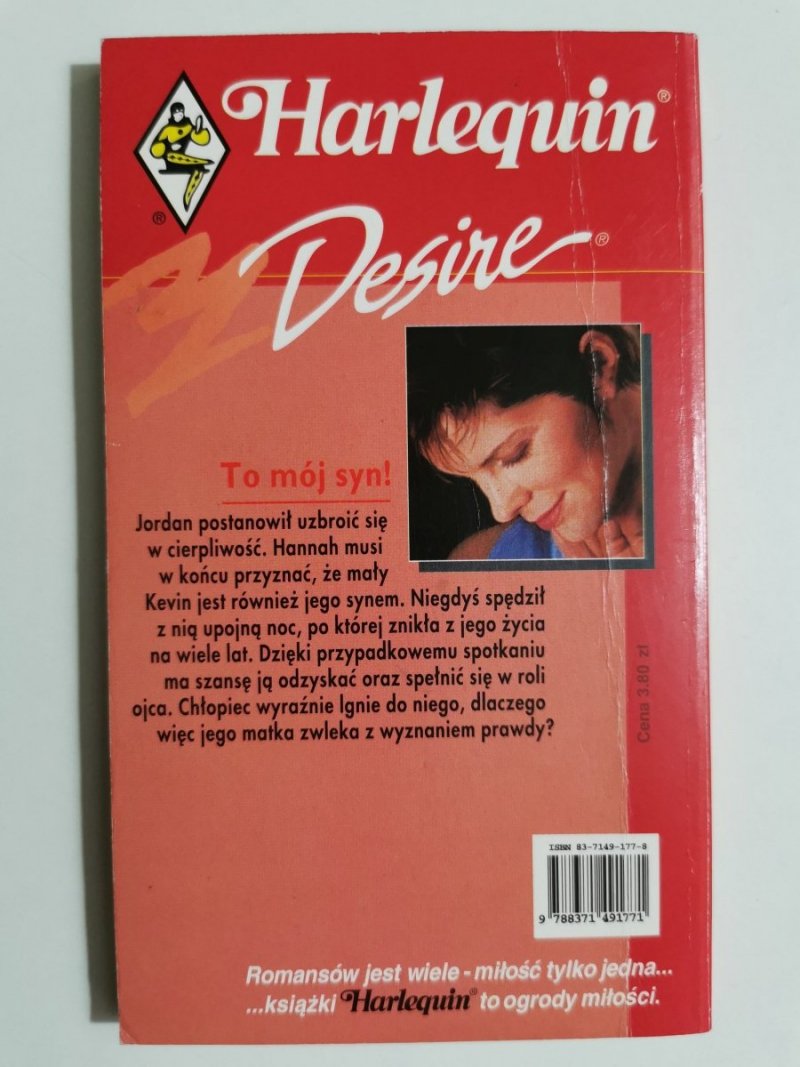 Harlequin®
®
Desire®
To mój syn!
Jordan postanowił uzbroić się
w cierpliwość. Hannah musi
w końcu przyznać, że mały
Kevin jest również jego synem. Niegdyś spędził
z nią upojną noc, po której znikła z jego życia
na wiele lat. Dzięki przypadkowemu spotkaniu
ma szansę ją odzyskać oraz spełnić się w roli
ojca. Chłopiec wyraźnie lgnie do niego, dlaczego
więc jego matka zwleka z wyznaniem prawdy?
Cena 3.80 zł
ISBN 83-7149-177-8
9 788371 491771
Romansów jest wiele - miłość tylko jedna...
...książki Harlequin® to ogrody miłości.